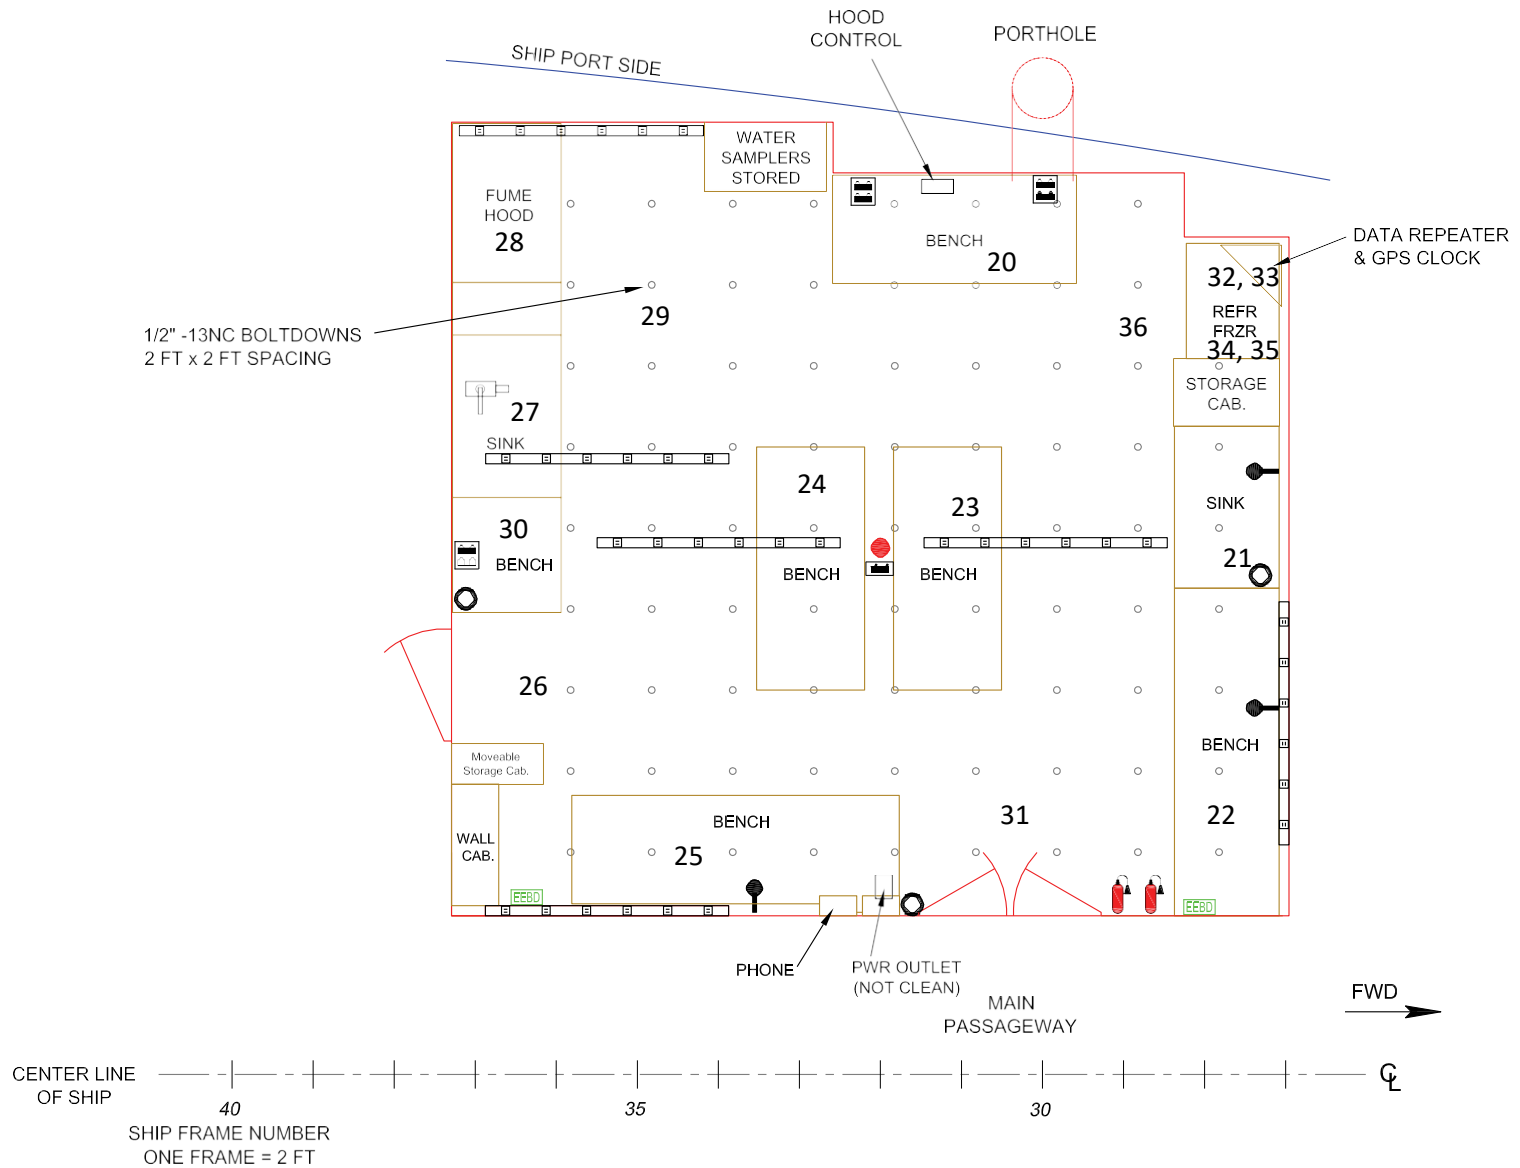 HOOD
CONTROL
PORTHOLE
SHIP PORT SIDE
WATER
SAMPLERS
STORED
FUME
HOOD
28
BENCH
20
DATA REPEATER
& GPS CLOCK
32, 33
REFR
FRZR
34, 35
29
36
1/2" -13NC BOLTDOWNS
2 FT x 2 FT SPACING
STORAGE
CAB.
27
SINK
24
23
SINK
30
BENCH
BENCH
BENCH
21
26
BENCH
Moveable
Storage Cab.
31
22
BENCH
25
WALL
CAB.
EEBD
EEBD
PHONE
PWR OUTLET
(NOT CLEAN)
MAIN
PASSAGEWAY
FWD
CENTER LINE
OF SHIP
℄
40
35
30
SHIP FRAME NUMBER
ONE FRAME = 2 FT